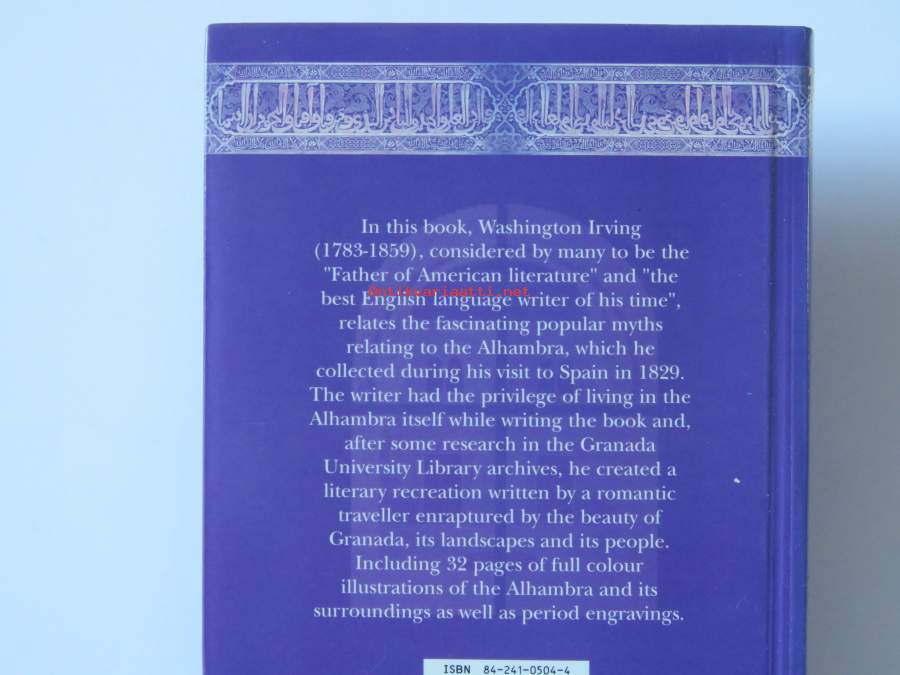 In this book, Washington Irving
(1783-1859), considered by many to be the
"Father of American literature" and "the
antikvariaatti.net
best English language writer of his time",
relates the fascinating popular myths
relating to the Alhambra, which he
collected during his visit to Spain in 1829.
The writer had the privilege of living in the
Alhambra itself while writing the book and,
after some research in the Granada
University Library archives, he created a
literary recreation written by a romantic
traveller enraptured by the beauty of
Granada, its landscapes and its people.
Including 32 pages of full colour
illustrations of the Alhambra and its
surroundings as well as period engravings.
ISBN 84-241-0504-4